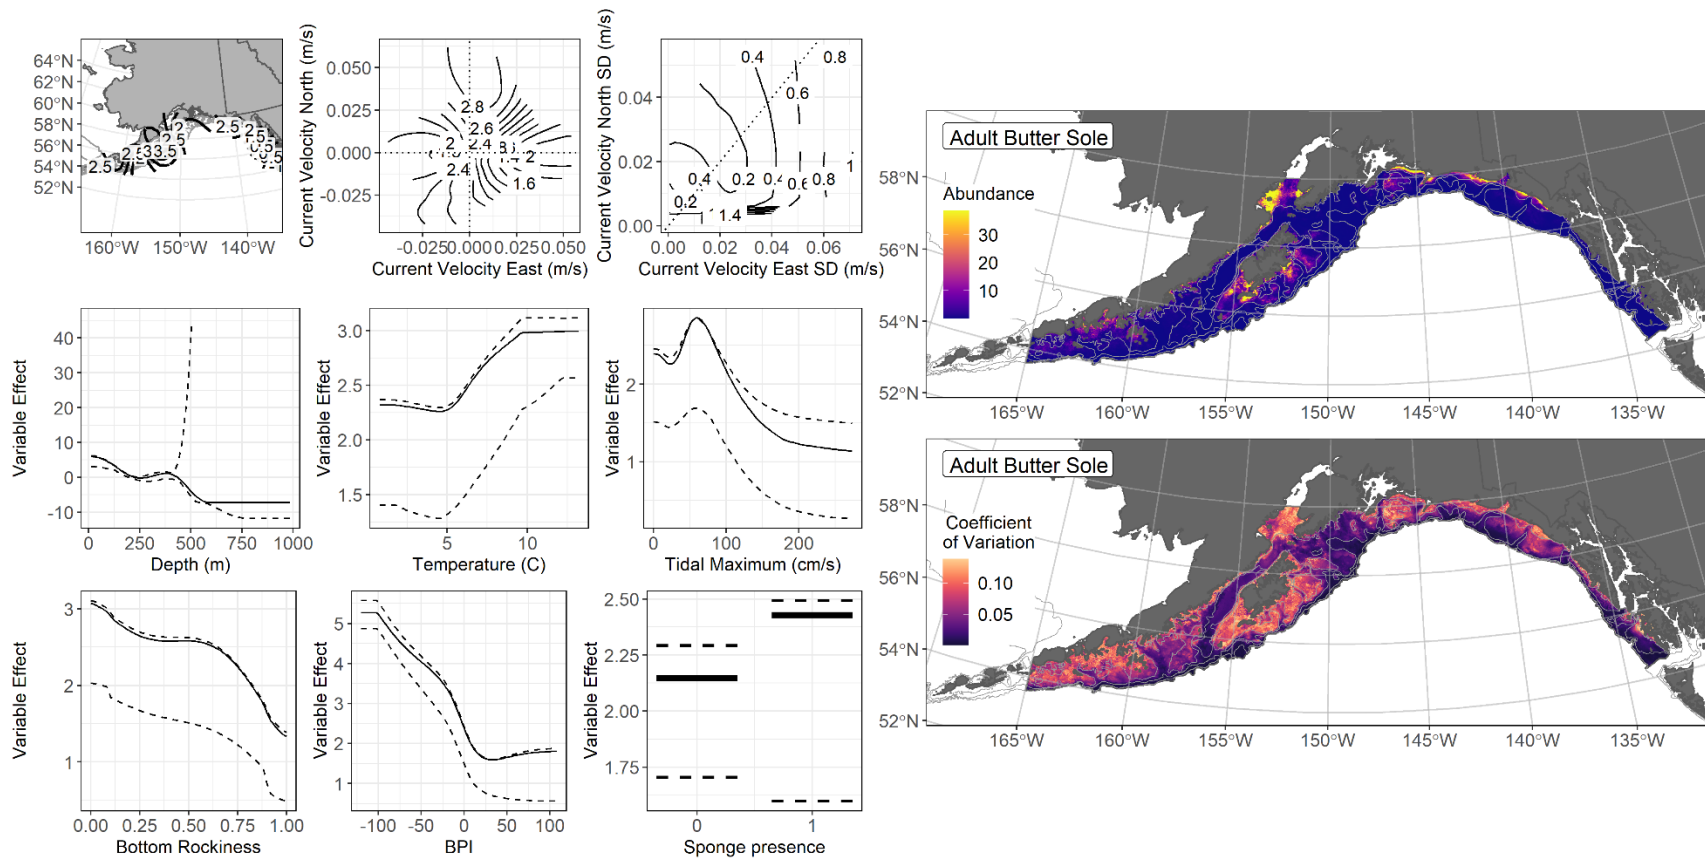 64°N
62°N
60°N
58°N
56°N
54°N
52°N
160°W
150°W
140°W
2
2.5
2.5
2.5
3.5
2.5
Current Velocity North (m/s)
0.050
0.025
0.000
-0.025
2.8
2.6
2.4
2
2
2.4
1.6
-0.025
0.000
0.025
0.050
Current Velocity East (m/s)
Current Velocity North SD (m/s)
0.04
0.02
0.00
0.4
0.8
0.6
1
0.4
0.2
0.4
0.6
0.8
0.2
1.4
0.00
0.02
0.04
0.06
Current Velocity East SD (m/s)
Variable Effect
40
30
20
10
0
-10
0
250
500
750
1000
Depth (m)
Variable Effect
3.0
2.5
2.0
1.5
5
10
Temperature (C)
Variable Effect
2
1
0
100
200
Tidal Maximum (cm/s)
Variable Effect
3
2
1
0.00
0.25
0.50
0.75
1.00
Bottom Rockiness
Variable Effect
5
4
3
2
1
-100
-50
0
50
100
BPI
Variable Effect
2.50
2.25
2.00
1.75
0
1
Sponge presence
Adult Butter Sole
Abundance
30
20
10
58°N
56°N
54°N
52°N
165°W
160°W
155°W
150°W
145°W
140°W
135°W
Adult Butter Sole
Coefficient
of Variation
0.10
0.05
58°N
56°N
54°N
52°N
165°W
160°W
155°W
150°W
145°W
140°W
135°W